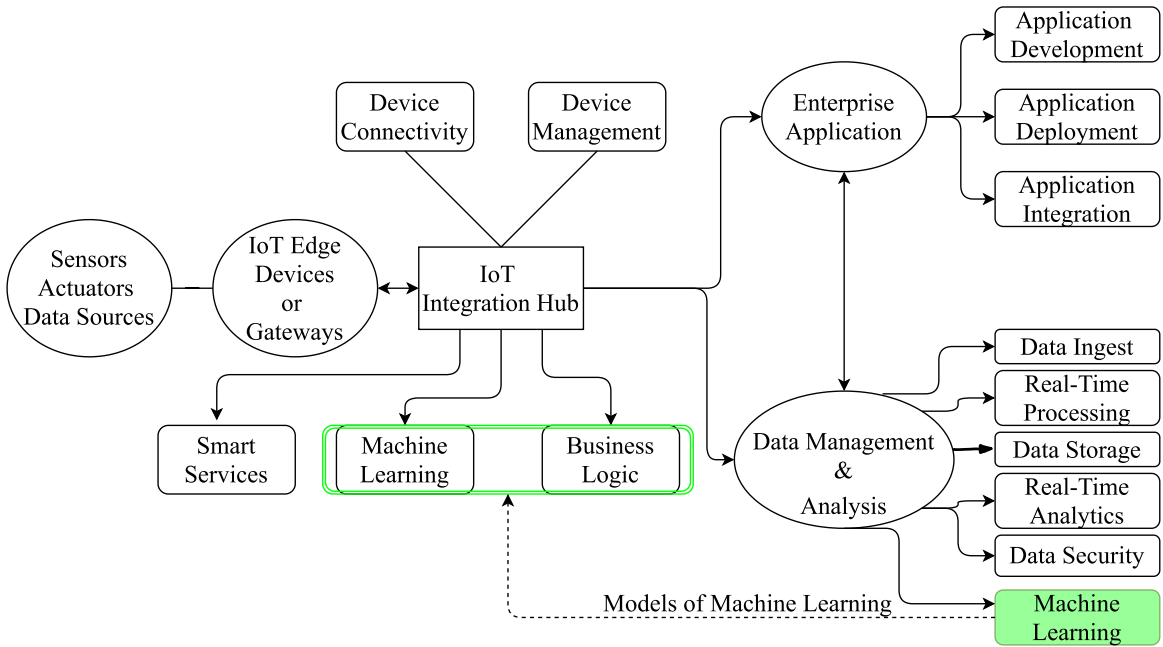 Application
Development
Device
Connectivity
Device
Management
Enterprise
Application
Application
Deployment
Application
Integration
Sensors
Actuators
Data Sources
IoT Edge
Devices
or
Gateways
IoT
Integration Hub
Data Ingest
Real-Time
Processing
Smart
Services
Machine
Learning
Business
Logic
Data Management
&
Analysis
Data Storage
Real-Time
Analytics
Data Security
Models of Machine Learning
Machine
Learning